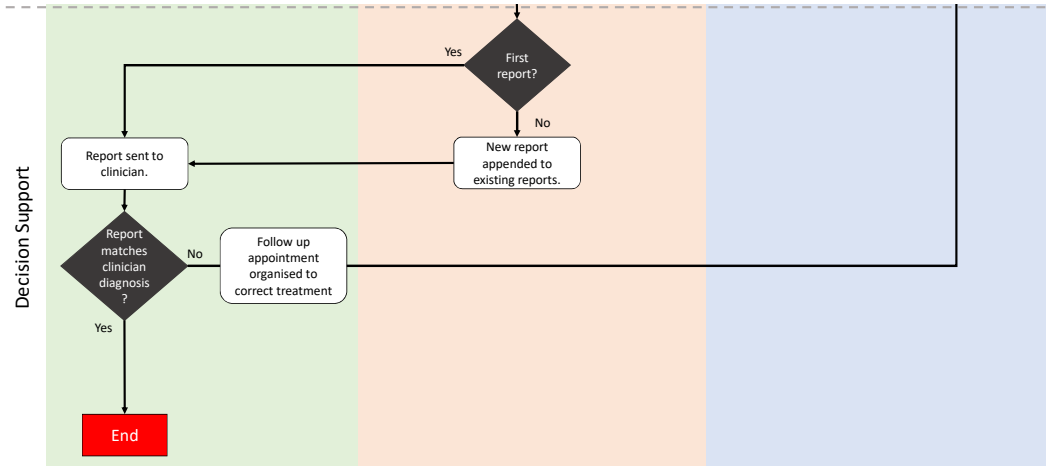 Yes
First
report?
No
Report sent to
clinician.
New report
appended to
existing reports.
Decision Support
Report
matches
clinician
diagnosis
?
No
Follow up
appointment
organised to
correct treatment
Yes
End